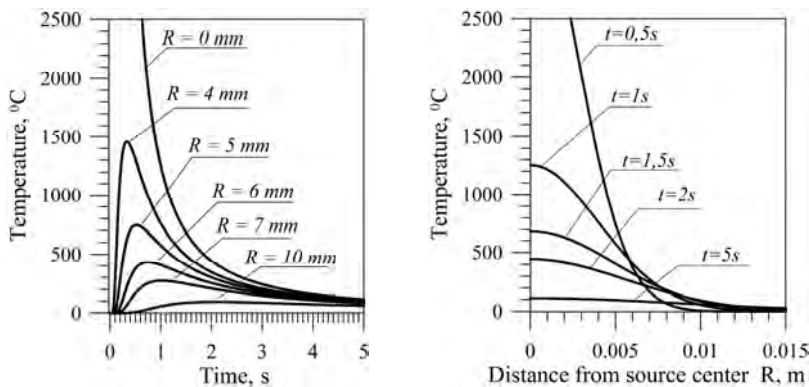 2500
2000
1500
1000
500
0
Temperature, ⁰C
R = 0 mm
R = 4 mm
R = 5 mm
R = 6 mm
R = 7 mm
R = 10 mm
0 1 2 3 4 5
Time, s
2500
2000
1500
1000
500
0
Temperature, ⁰C
t=0,5s
t=1s
t=1,5s
t=2s
t=5s
0 0.005 0.01 0.015
Distance from source center R, m